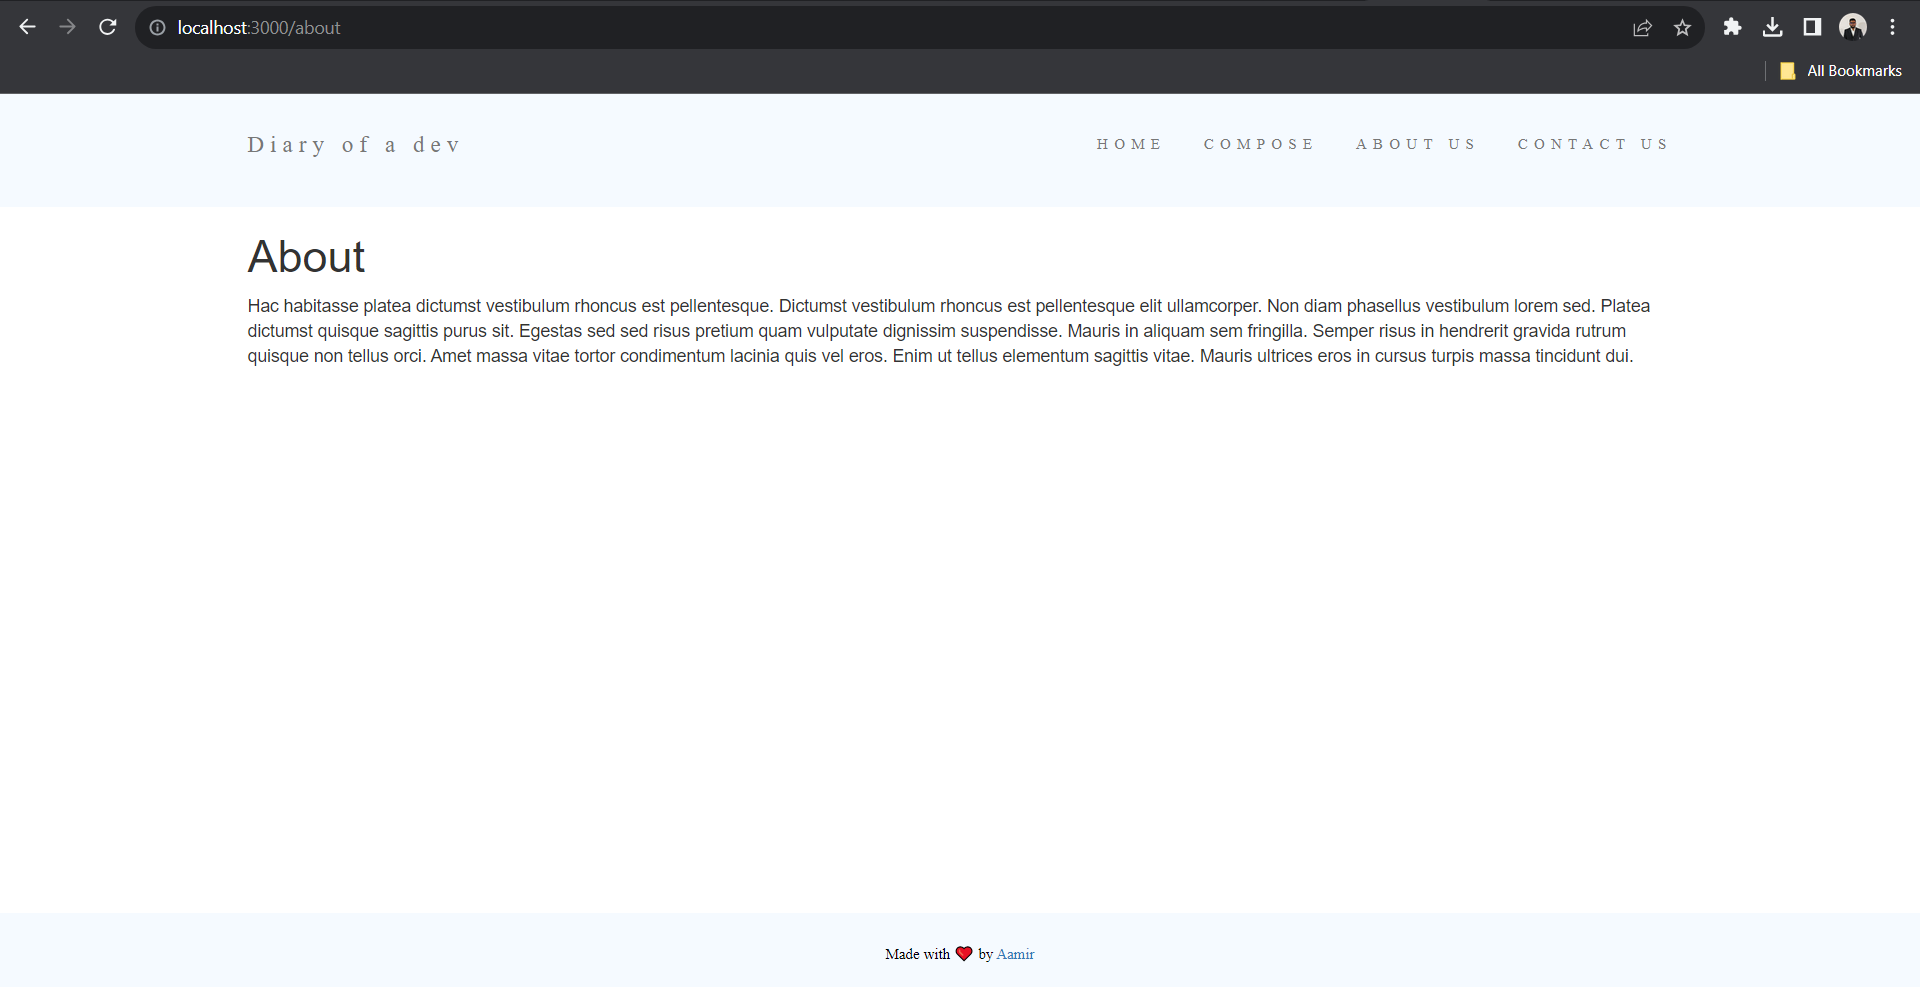 localhost:3000/about
All Bookmarks
Diary of a dev
HOME COMPOSE ABOUT US CONTACT US
About
Hac habitasse platea dictumst vestibulum rhoncus est pellentesque. Dictumst vestibulum rhoncus est pellentesque elit ullamcorper. Non diam phasellus vestibulum lorem sed. Platea
dictumst quisque sagittis purus sit. Egestas sed sed risus pretium quam vulputate dignissim suspendisse. Mauris in aliquam sem fringilla. Semper risus in hendrerit gravida rutrum
quisque non tellus orci. Amet massa vitae tortor condimentum lacinia quis vel eros. Enim ut tellus elementum sagittis vitae. Mauris ultrices eros in cursus turpis massa tincidunt dui.
Made with ❤️ by Aamir